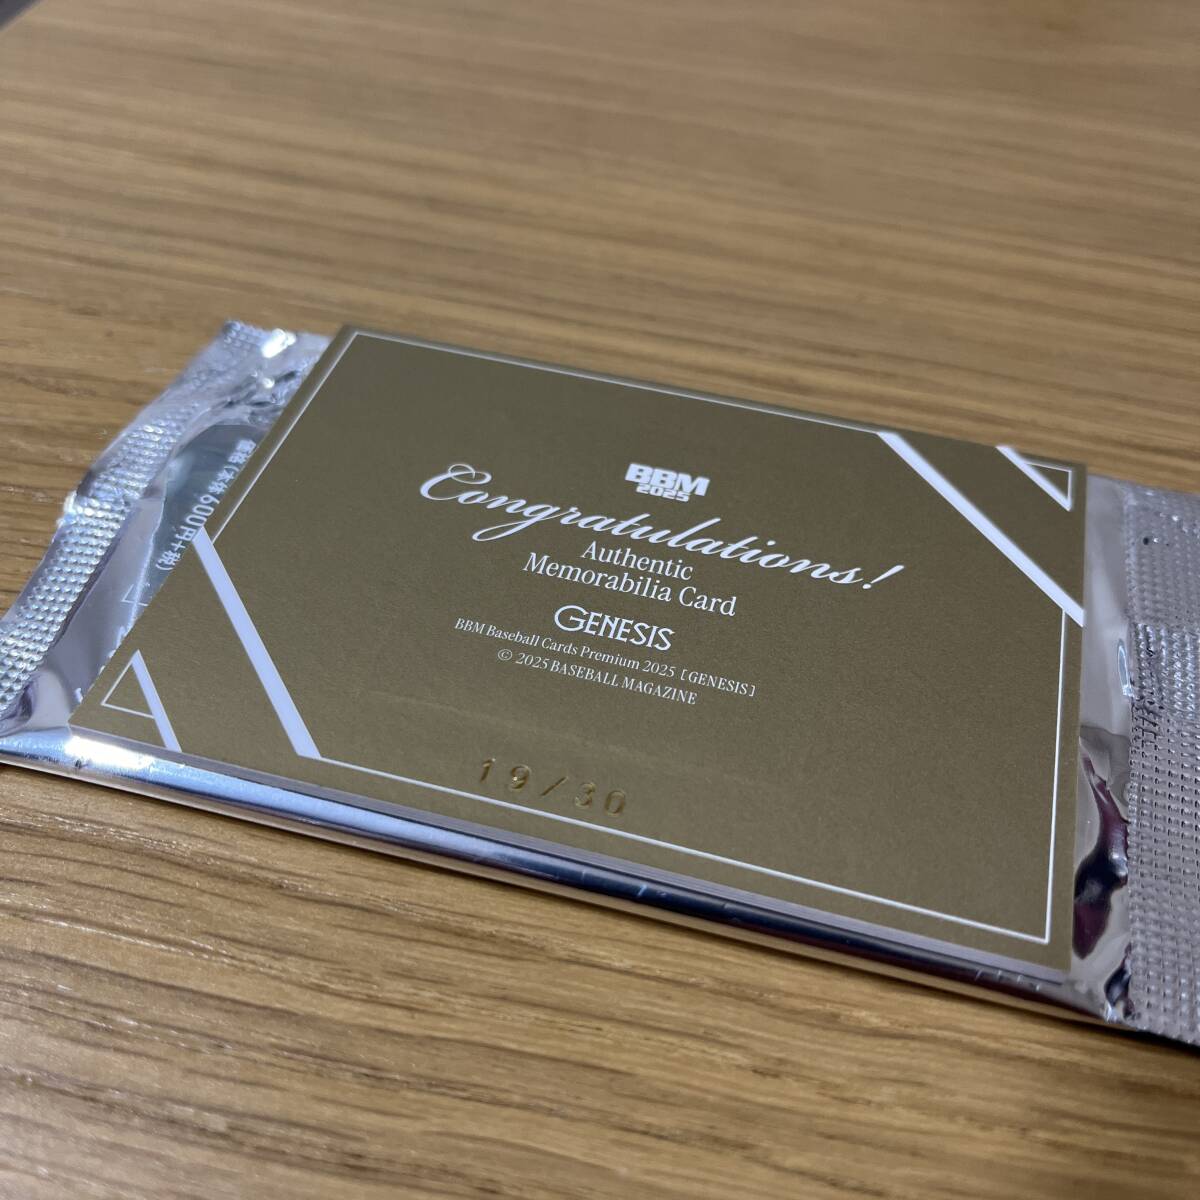 BBM
2025
Congratulations!
Authentic
Memorabilia Card
GENESIS
BBM Baseball Cards Premium 2025 [GENESIS]
© 2025 BASEBALL MAGAZINE
19/30